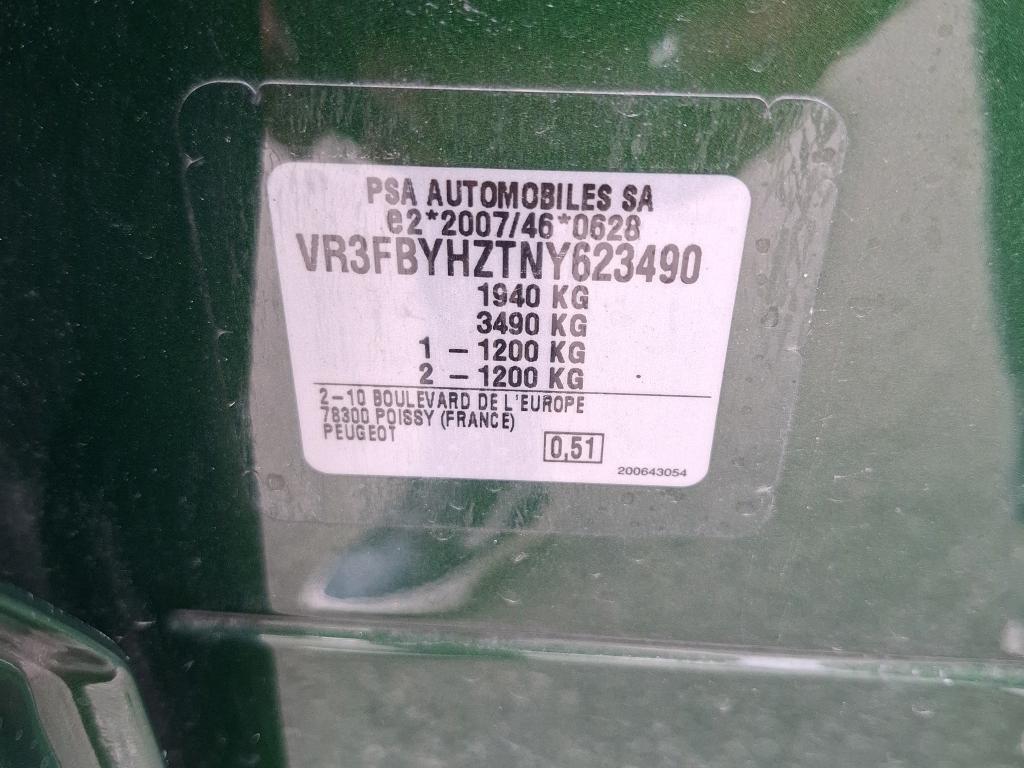 PSA AUTOMOBILES SA
e2*2007/46*0628
VR3FBYHZTNY623490
1940 KG
3490 KG
1 - 1200 KG
2 - 1200 KG
2-10 BOULEVARD DE L'EUROPE
78300 POISSY (FRANCE)
PEUGEOT
0,51
200643054